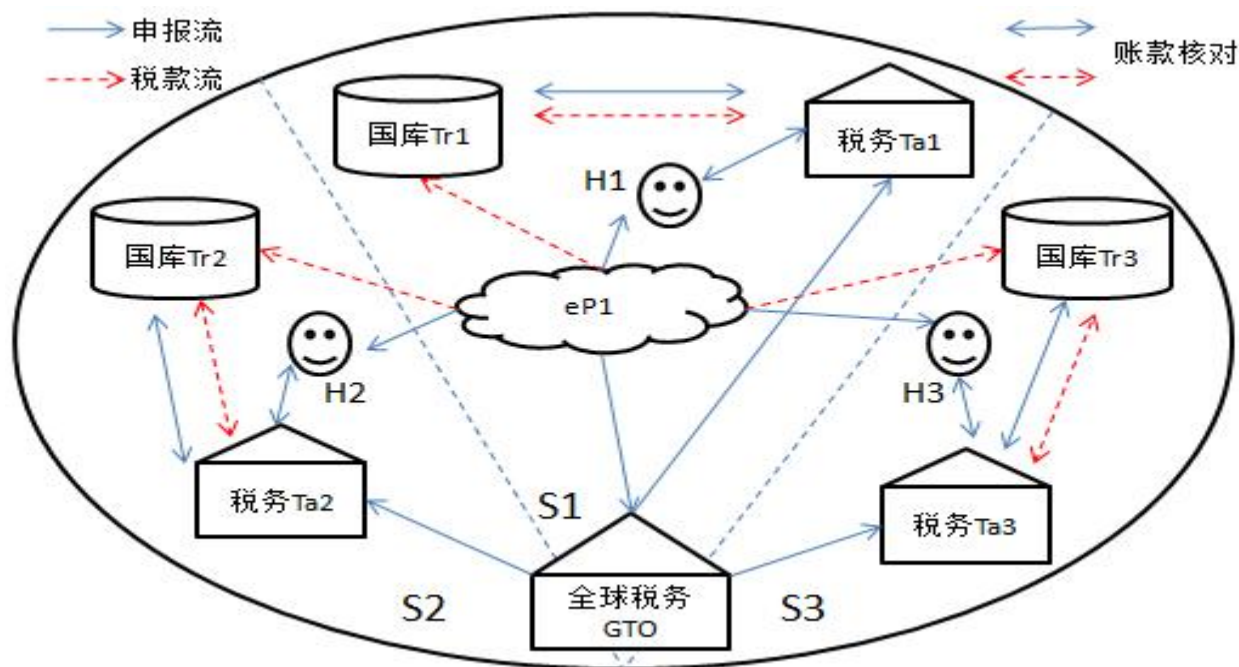 申报流
税款流
账款核对
国库Tr1
税务Ta1
H1
国库Tr2
国库Tr3
eP1
H2
H3
税务Ta2
S1
税务Ta3
S2
全球税务
GTO
S3